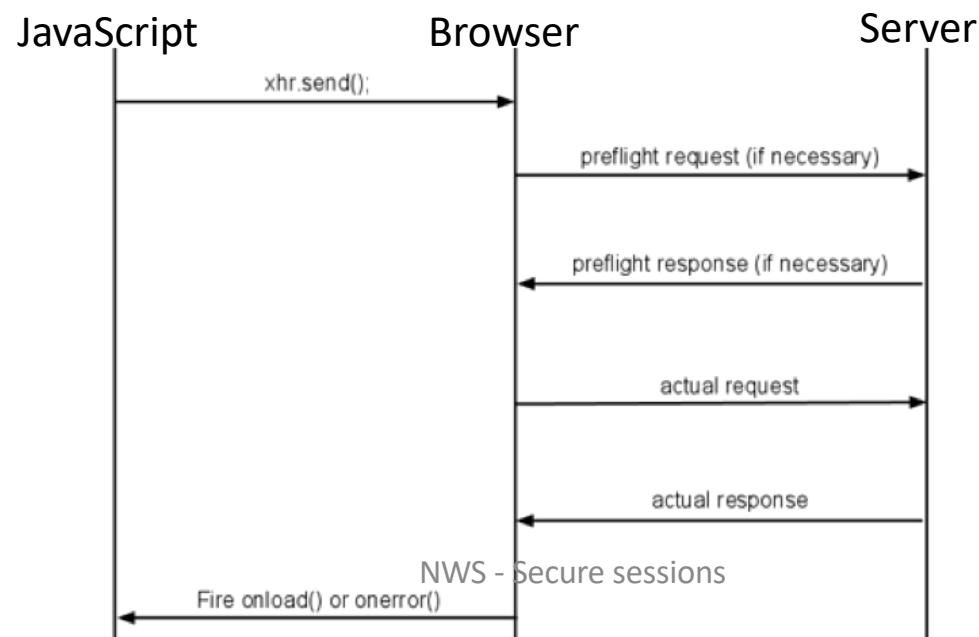 JavaScript Browser Server
xhr.send();
preflight request (if necessary)
preflight response (if necessary)
actual request
actual response
NWS - Secure sessions
Fire onload() or onerror()